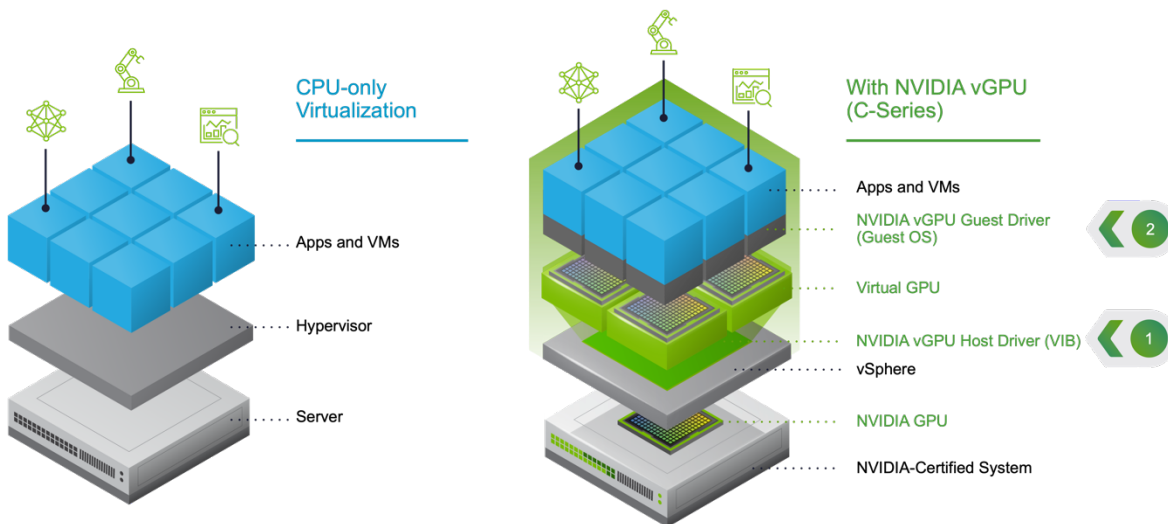 CPU-only
Virtualization
Apps and VMs
Hypervisor
Server
With NVIDIA vGPU
(C-Series)
Apps and VMs
NVIDIA vGPU Guest Driver
(Guest OS)
2
Virtual GPU
NVIDIA vGPU Host Driver (VIB)
1
vSphere
NVIDIA GPU
NVIDIA-Certified System